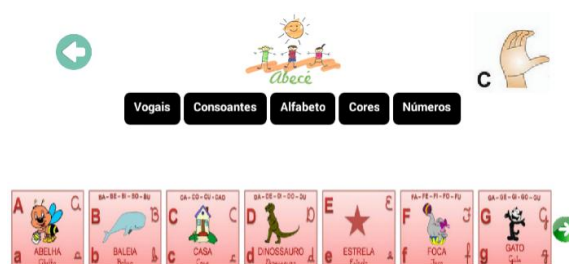 Abecê
C
Vogais Consoantes Alfabeto Cores Números
BA - BE - BI - BO - BU
CA - CO - CU - CAO
DA - DE - DI - DO - DU
FA - FE - FI - FO - FU
GA - GE - GI - GO - GU
A B C D E F G
ABELHA BALEIA CASA DINOSSAURO ESTRELA FOCA GATO
a b c d e f g